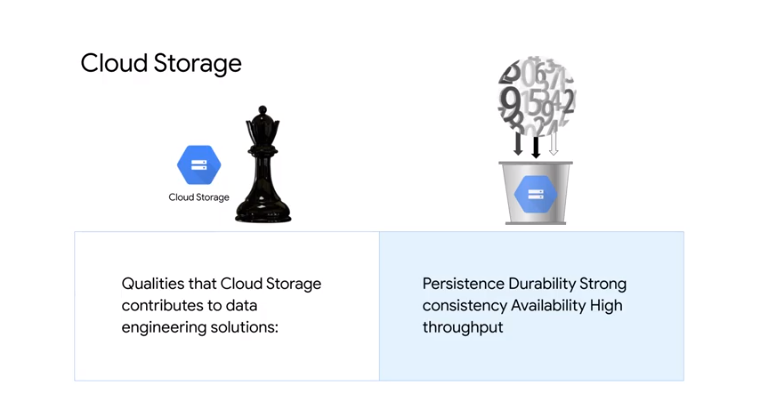 Cloud Storage
Cloud Storage
Qualities that Cloud Storage
contributes to data
engineering solutions:
Persistence Durability Strong
consistency Availability High
throughput